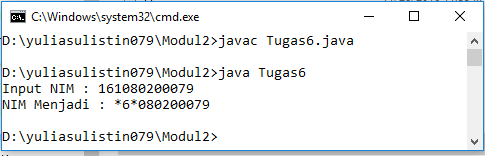 C:\Windows\system32\cmd.exe
D:\yuliasulistin079\Modul2>javac Tugas6.java
D:\yuliasulistin079\Modul2>java Tugas6
Input NIM : 161080200079
NIM Menjadi : *6*080200079
D:\yuliasulistin079\Modul2>